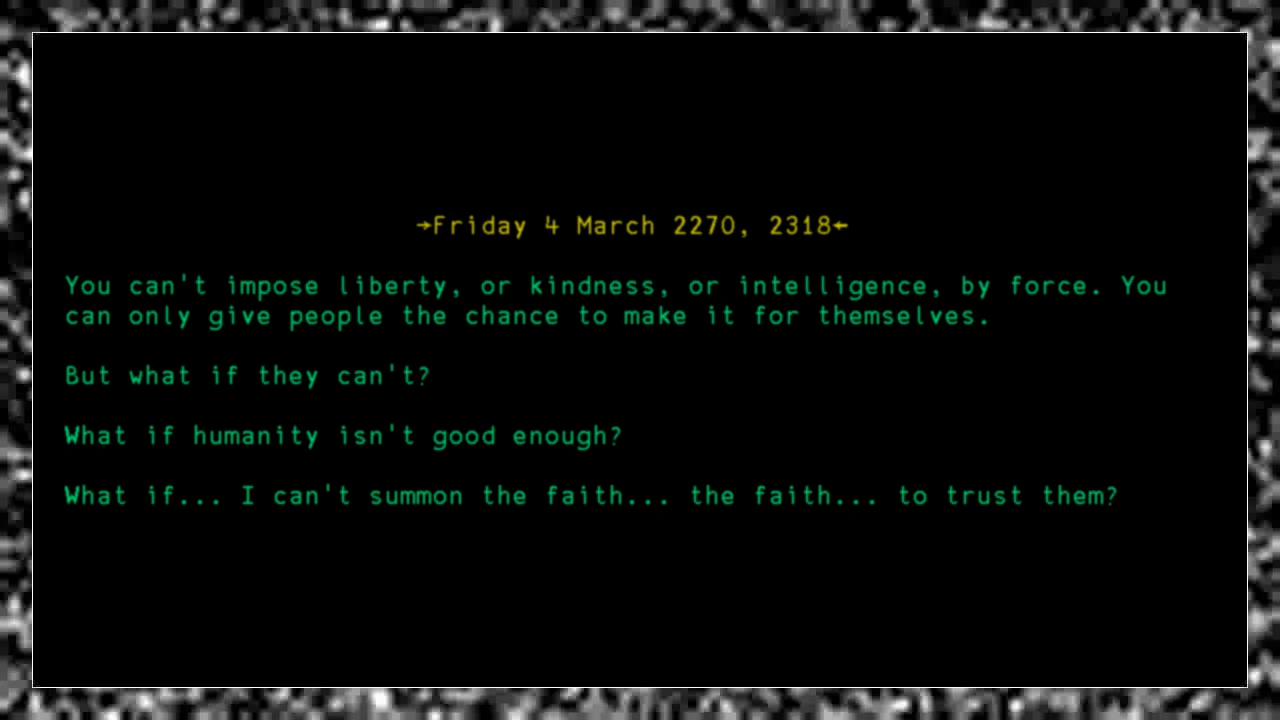 →Friday 4 March 2270, 2318←
You can't impose liberty, or kindness, or intelligence, by force. You
can only give people the chance to make it for themselves.
But what if they can't?
What if humanity isn't good enough?
What if... I can't summon the faith... the faith... to trust them?